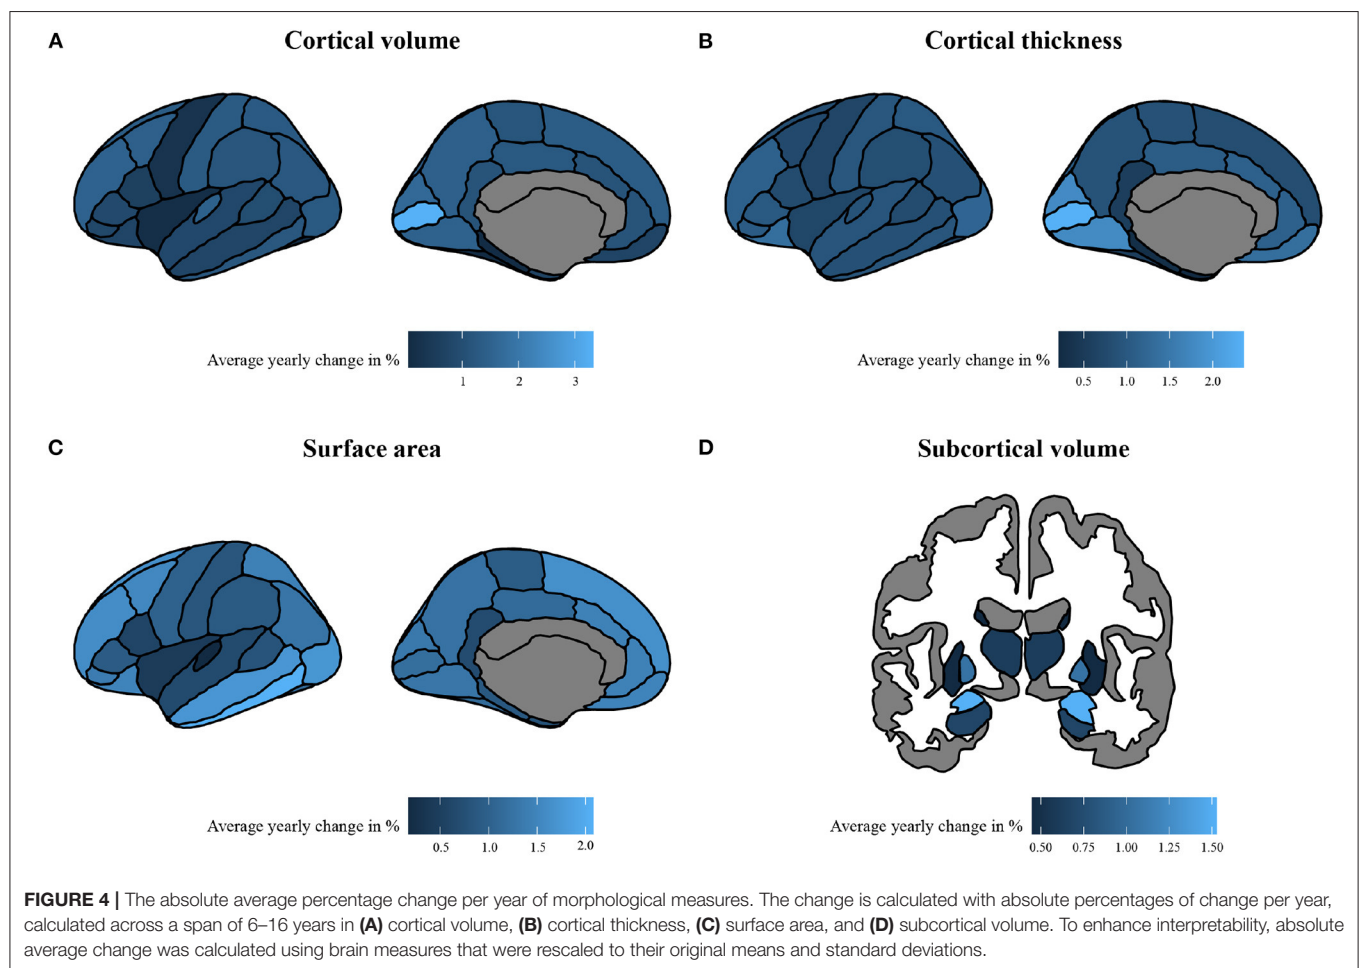 A
Cortical volume
B
Cortical thickness
Average yearly change in %
1 2 3
Average yearly change in %
0.5 1.0 1.5 2.0
C
Surface area
D
Subcortical volume
Average yearly change in %
0.5 1.0 1.5 2.0
Average yearly change in %
0.50 0.75 1.00 1.25 1.50
FIGURE 4 | The absolute average percentage change per year of morphological measures. The change is calculated with absolute percentages of change per year,
calculated across a span of 6–16 years in (A) cortical volume, (B) cortical thickness, (C) surface area, and (D) subcortical volume. To enhance interpretability, absolute
average change was calculated using brain measures that were rescaled to their original means and standard deviations.